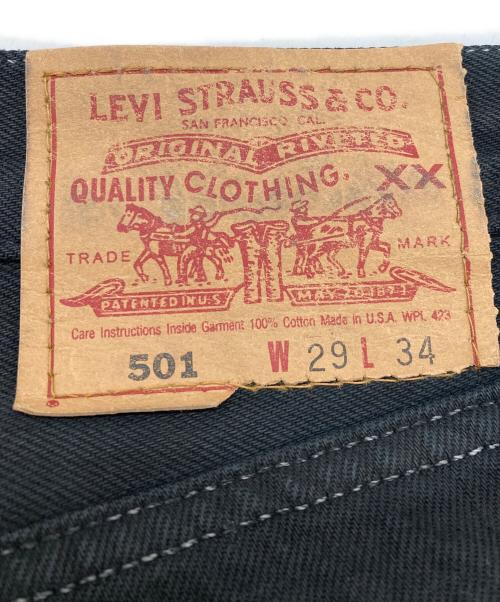 LEVI STRAUSS & CO.
SAN FRANCISCO, CAL.
ORIGINAL RIVETED
QUALITY CLOTHING. XX
TRADE MARK
PATENTED IN U.S. MAY 20 1873
Care Instructions Inside Garment 100% Cotton Made in U.S.A. WPL 423
501 W 29 L 34